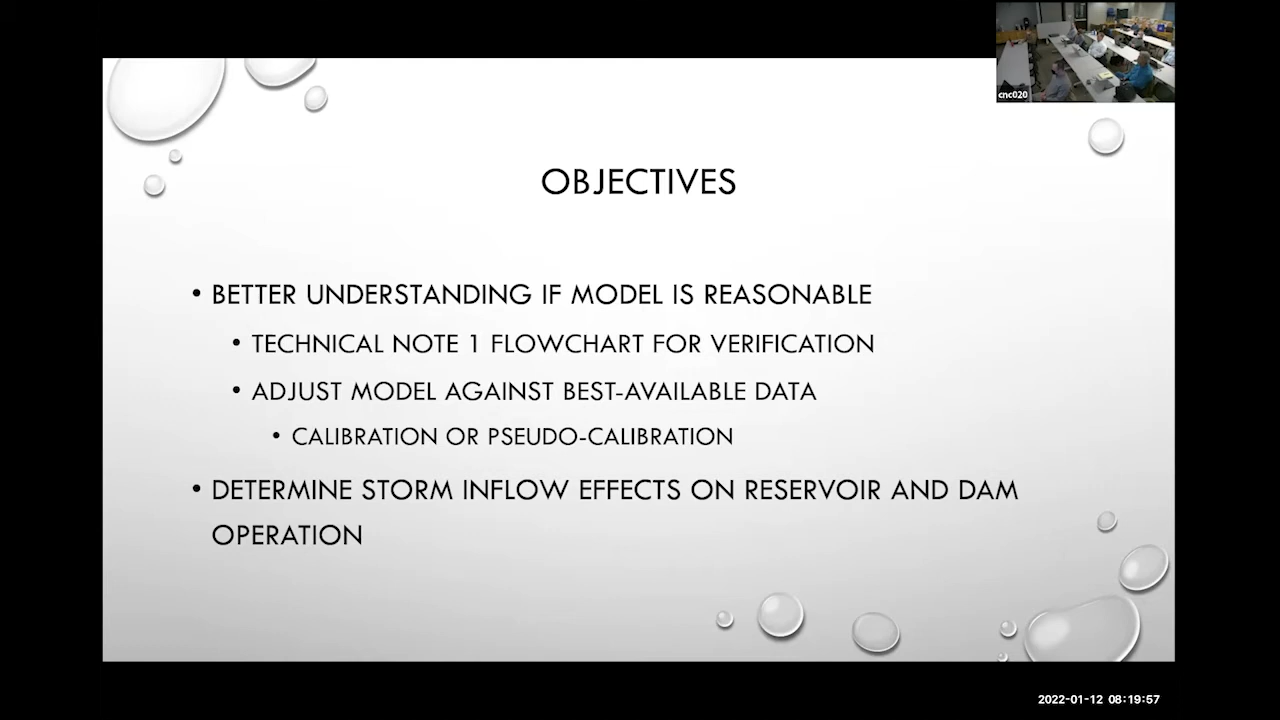 cnc020
OBJECTIVES
• BETTER UNDERSTANDING IF MODEL IS REASONABLE
• TECHNICAL NOTE 1 FLOWCHART FOR VERIFICATION
• ADJUST MODEL AGAINST BEST-AVAILABLE DATA
• CALIBRATION OR PSEUDO-CALIBRATION
• DETERMINE STORM INFLOW EFFECTS ON RESERVOIR AND DAM
OPERATION
2022-01-12 08:19:57